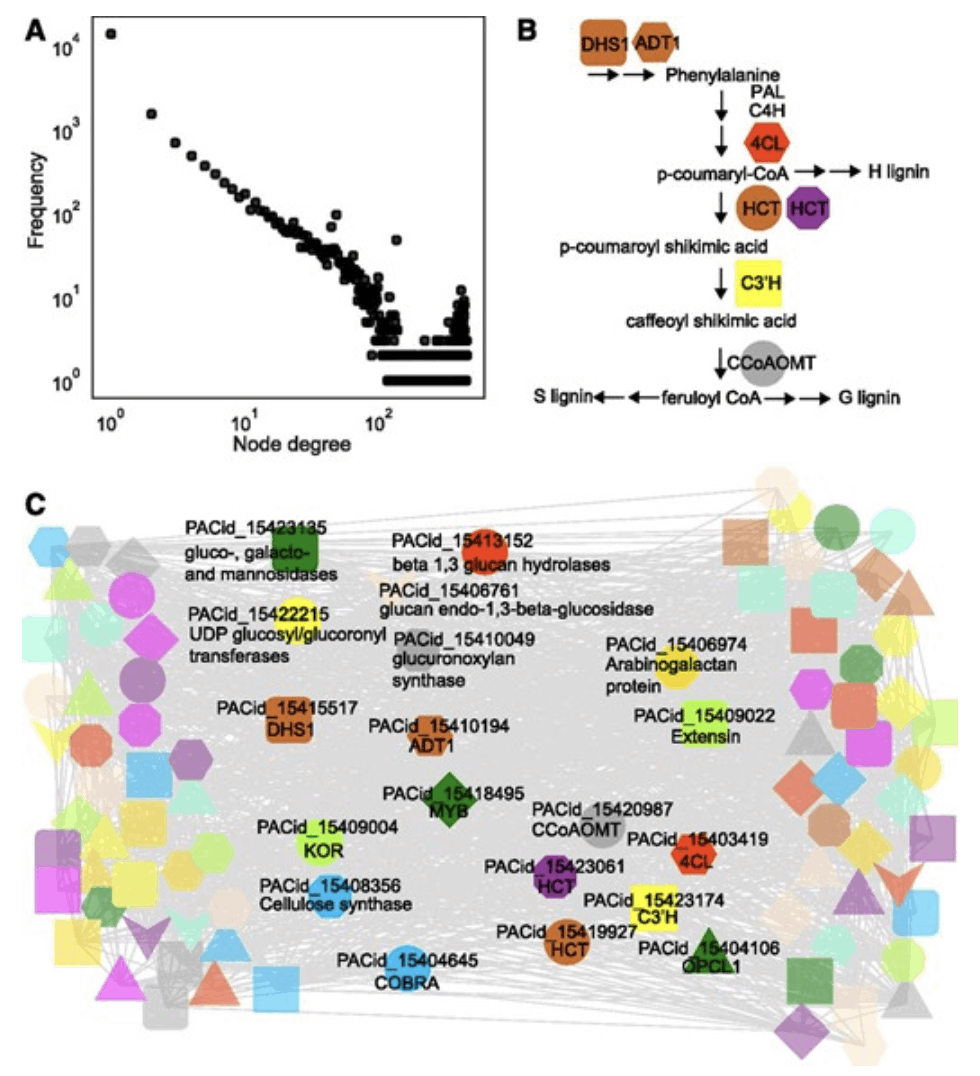 A
10^4
10^3
10^2
10^1
10^0
Frequency
10^0 10^1 10^2
Node degree
B
DHS1 ADT1
Phenylalanine
PAL
C4H
4CL
p-coumaryl-CoA H lignin
HCT HCT
p-coumaroyl shikimic acid
C3'H
caffeoyl shikimic acid
CCoAOMT
S lignin feruloyl CoA G lignin
C
PACid_15423135
gluco-, galacto-
and mannosidases
PACid_15413152
beta 1,3 glucan hydrolases
PACid_15406761
glucan endo-1,3-beta-glucosidase
PACid_15422215
UDP glucosyl/glucoronyl
transferases
PACid_15410049
glucuronoxylan
synthase
PACid_15406974
Arabinogalactan
protein
PACid_15415517
DHS1
PACid_15410194
ADT1
PACid_15409022
Extensin
PACid_15418495
MYB
PACid_15409004
KOR
PACid_15420987
CCoAOMT
PACid_15403419
4CL
PACid_15423061
HCT
PACid_15408356
Cellulose synthase
PACid_15423174
C3'H
PACid_15419927
HCT
PACid_15404106
OPCL1
PACid_15404645
COBRA